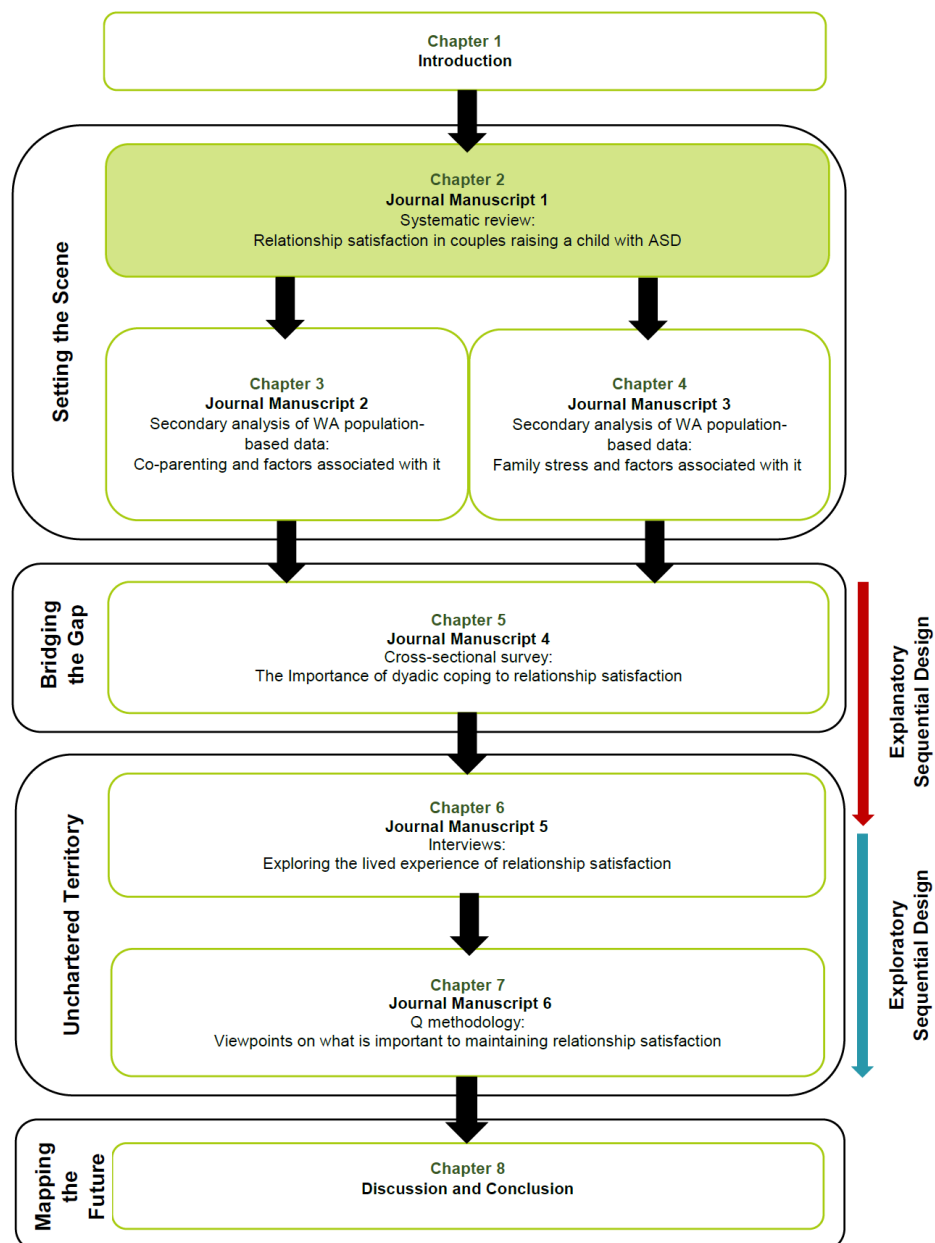 Chapter 1
Introduction
Setting the Scene
Chapter 2
Journal Manuscript 1
Systematic review:
Relationship satisfaction in couples raising a child with ASD
Chapter 3
Journal Manuscript 2
Secondary analysis of WA population-
based data:
Co-parenting and factors associated with it
Chapter 4
Journal Manuscript 3
Secondary analysis of WA population-
based data:
Family stress and factors associated with it
Bridging
the Gap
Chapter 5
Journal Manuscript 4
Cross-sectional survey:
The Importance of dyadic coping to relationship satisfaction
Explanatory
Sequential Design
Unchartered Territory
Chapter 6
Journal Manuscript 5
Interviews:
Exploring the lived experience of relationship satisfaction
Chapter 7
Journal Manuscript 6
Q methodology:
Viewpoints on what is important to maintaining relationship satisfaction
Exploratory
Sequential Design
Mapping
the
Future
Chapter 8
Discussion and Conclusion